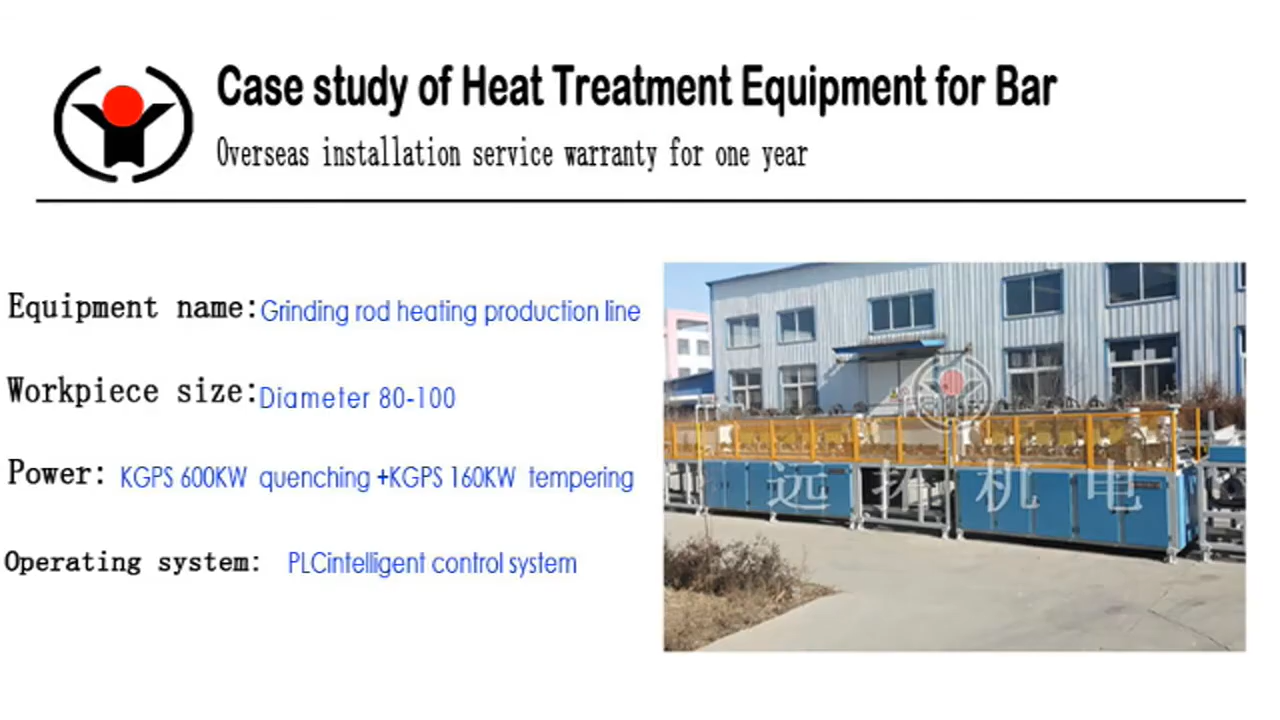 Case study of Heat Treatment Equipment for Bar
Overseas installation service warranty for one year
Equipment name:Grinding rod heating production line
Workpiece size:Diameter 80-100
Power: KGPS 600KW quenching +KGPS 160KW tempering
Operating system: PLCintelligent control system
远拓机电